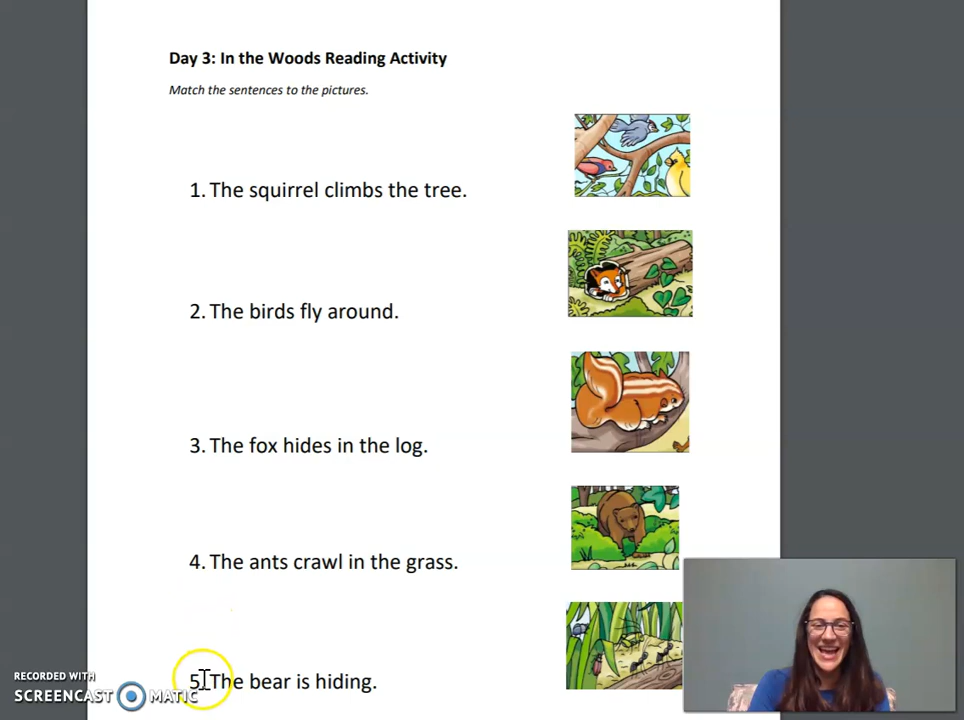 Day 3: In the Woods Reading Activity
Match the sentences to the pictures.
1. The squirrel climbs the tree.
2. The birds fly around.
3. The fox hides in the log.
4. The ants crawl in the grass.
5. The bear is hiding.
RECORDED WITH
SCREENCAST MATIC